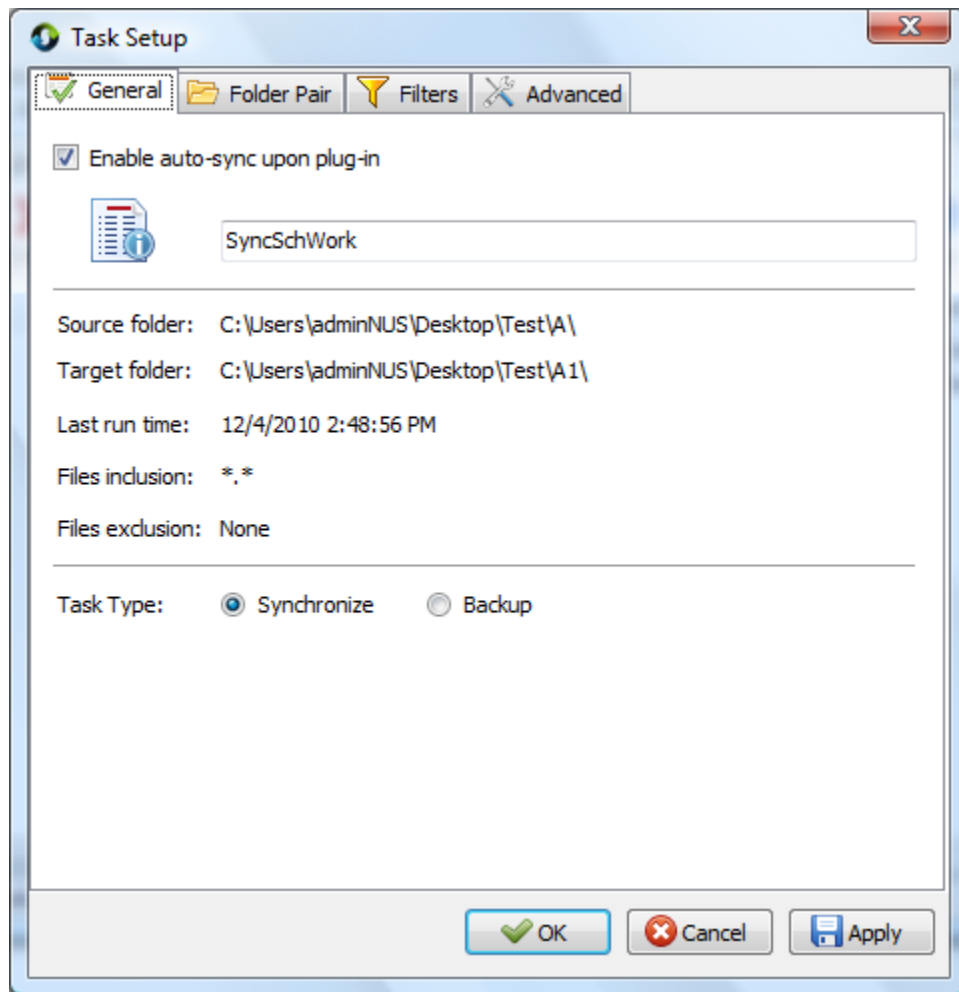 Task Setup
General Folder Pair Filters Advanced
Enable auto-sync upon plug-in
SyncSchWork
Source folder: C:\Users\adminNUS\Desktop\Test\A\
Target folder: C:\Users\adminNUS\Desktop\Test\A1\
Last run time: 12/4/2010 2:48:56 PM
Files inclusion: *.*
Files exclusion: None
Task Type: Synchronize Backup
OK Cancel Apply